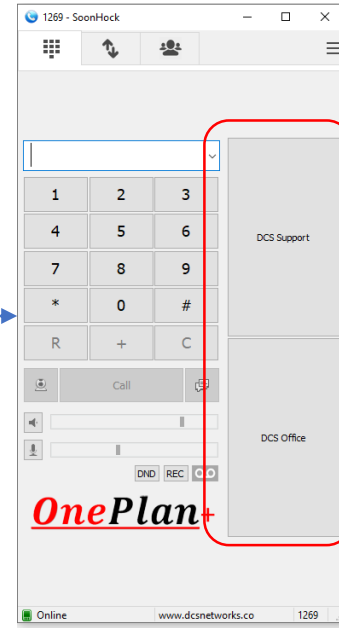 1269 - SoonHock
1 2 3
4 5 6
DCS Support
7 8 9
* 0 #
R + C
Call
DCS Office
DND REC
OnePlan+
Online www.dcsnetworks.co 1269